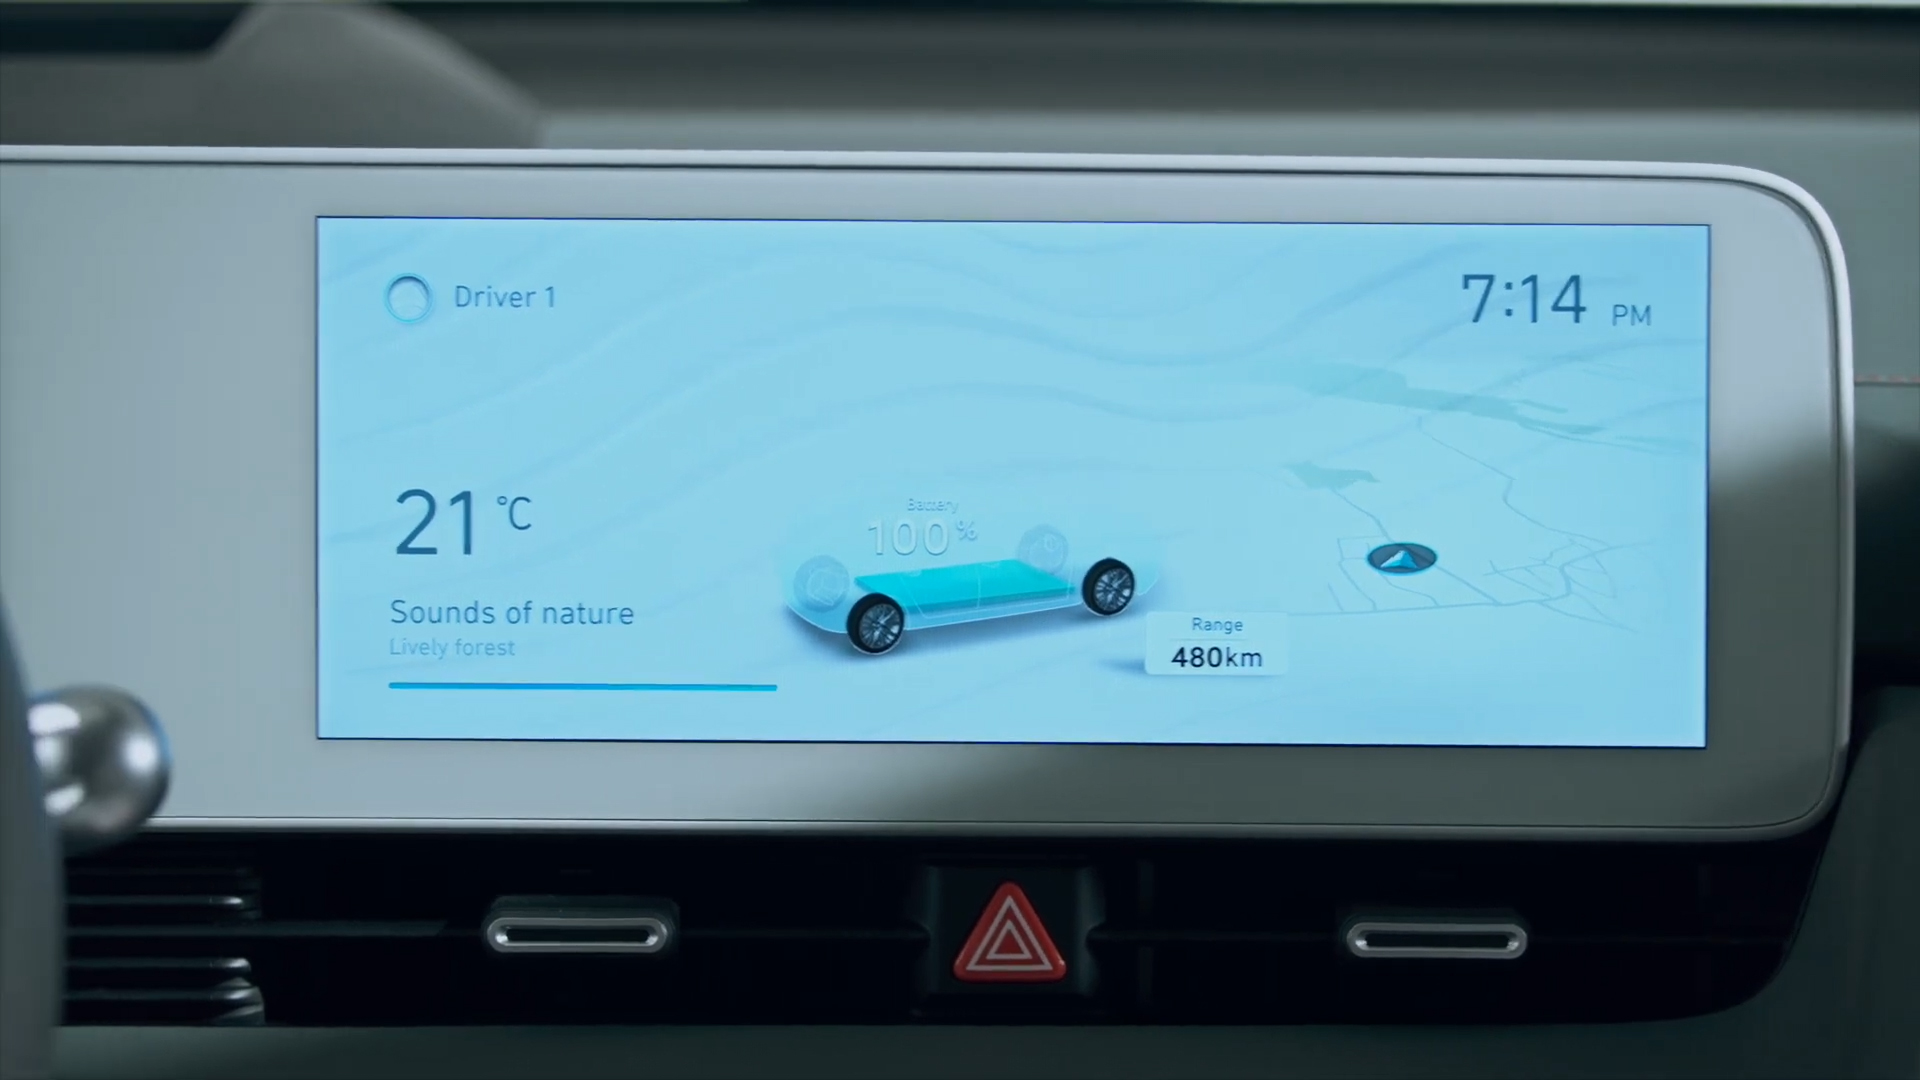 Driver 1
7:14 PM
21 °C
Battery
100%
Sounds of nature
Lively forest
Range
480km